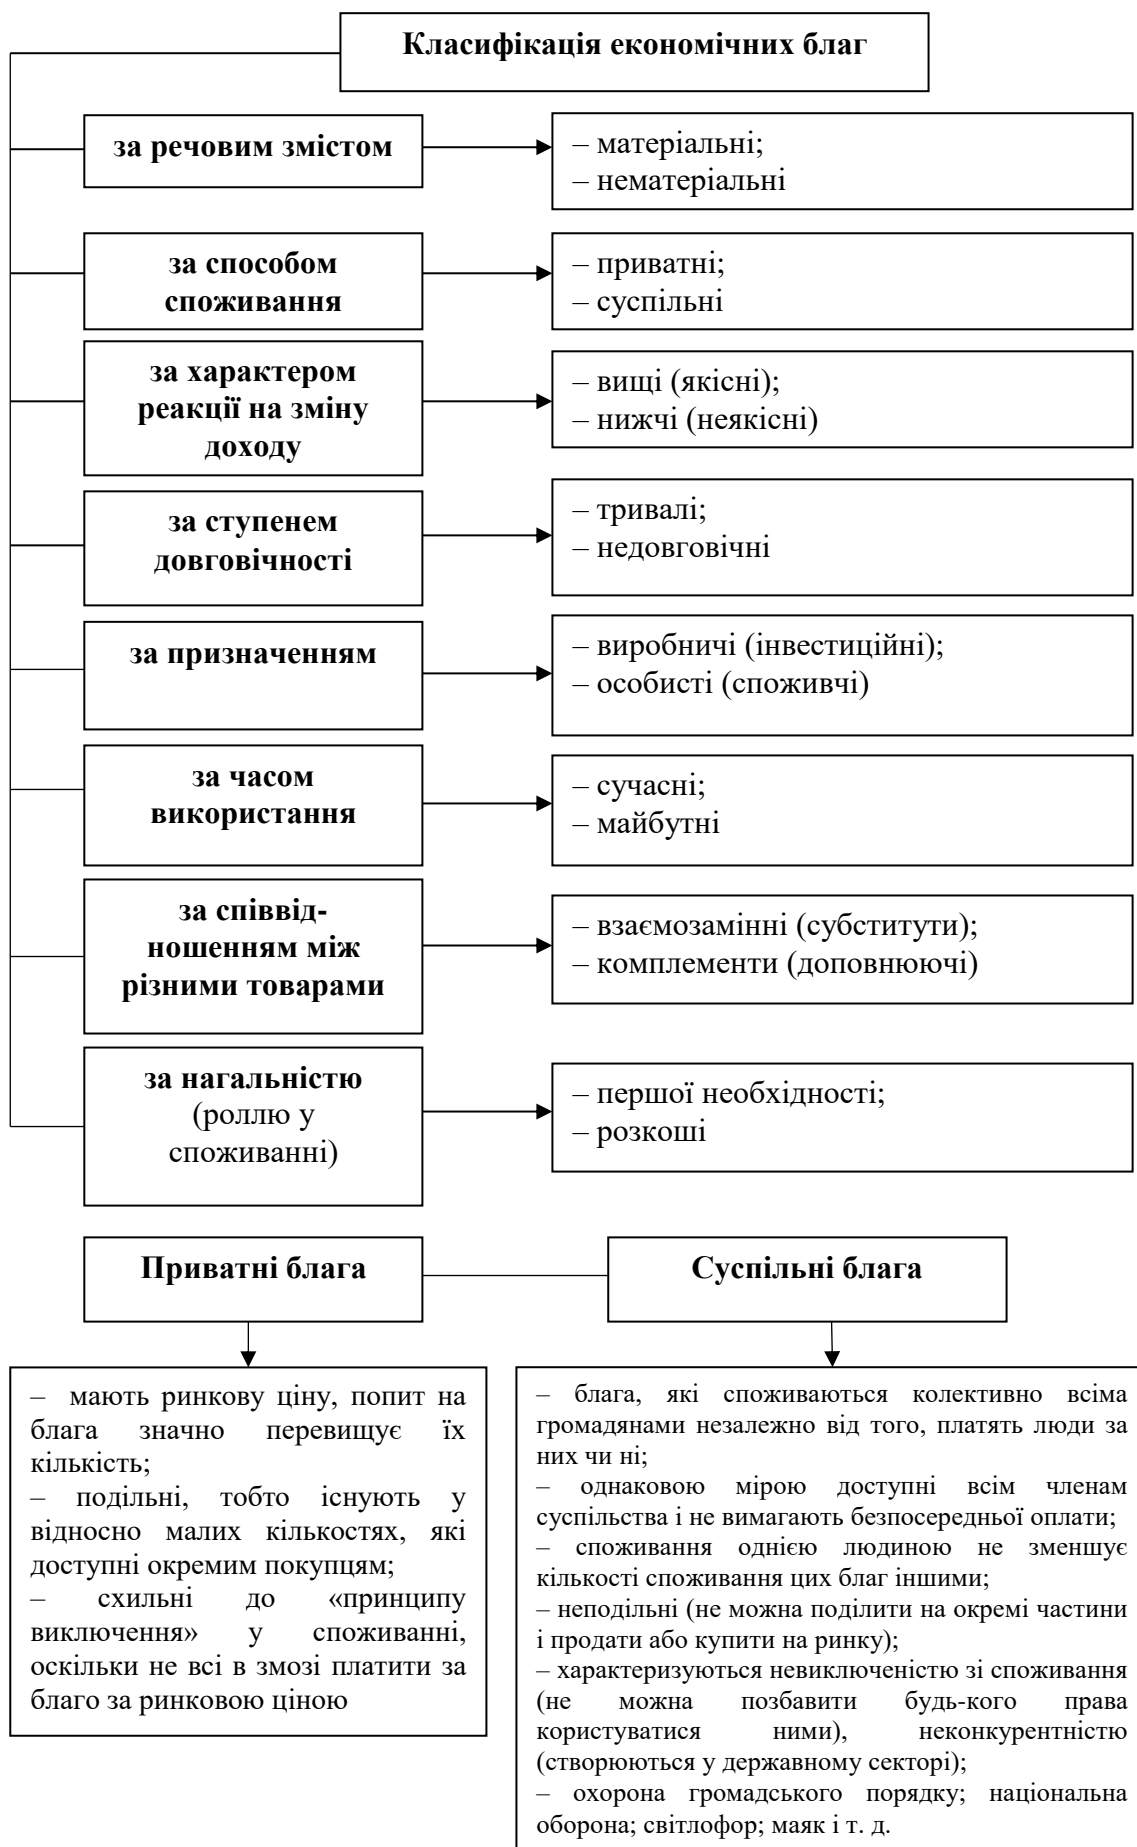 Класифікація економічних благ
за речовим змістом
– матеріальні;
– нематеріальні
за способом
споживання
– приватні;
– суспільні
за характером
реакції на зміну
доходу
– вищі (якісні);
– нижчі (неякісні)
за ступенем
довговічності
– тривалі;
– недовговічні
за призначенням
– виробничі (інвестиційні);
– особисті (споживчі)
за часом
використання
– сучасні;
– майбутні
за співвід-
ношенням між
різними товарами
– взаємозамінні (субститути);
– комплементи (доповнюючі)
за нагальністю
(роллю у
споживанні)
– першої необхідності;
– розкоші
Приватні блага
Суспільні блага
– мають ринкову ціну, попит на
блага значно перевищує їх
кількість;
– подільні, тобто існують у
відносно малих кількостях, які
доступні окремим покупцям;
– схильні до «принципу
виключення» у споживанні,
оскільки не всі в змозі платити за
благо за ринковою ціною
– блага, які споживаються колективно всіма
громадянами незалежно від того, платять люди за
них чи ні;
– однаковою мірою доступні всім членам
суспільства і не вимагають безпосередньої оплати;
– споживання однією людиною не зменшує
кількості споживання цих благ іншими;
– неподільні (не можна поділити на окремі частини
і продати або купити на ринку);
– характеризуються невиключеністю зі споживання
(не можна позбавити будь-кого права
користуватися ними), неконкурентністю
(створюються у державному секторі);
– охорона громадського порядку; національна
оборона; світлофор; маяк і т. д.